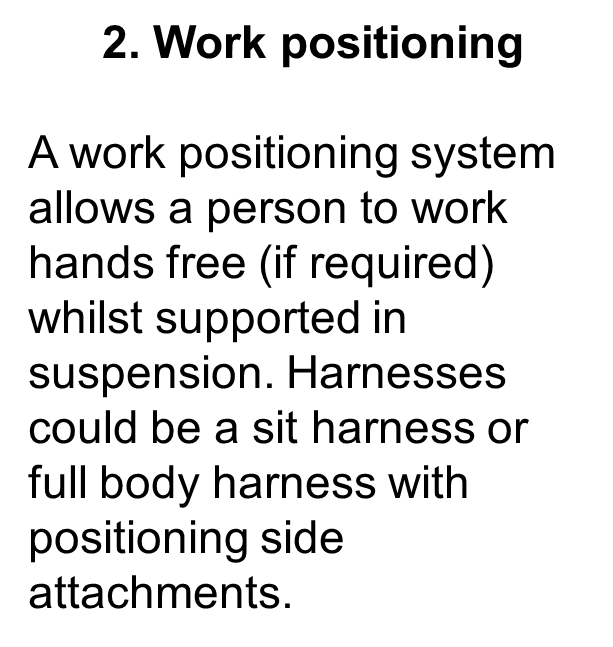 2. Work positioning
A work positioning system
allows a person to work
hands free (if required)
whilst supported in
suspension. Harnesses
could be a sit harness or
full body harness with
positioning side
attachments.